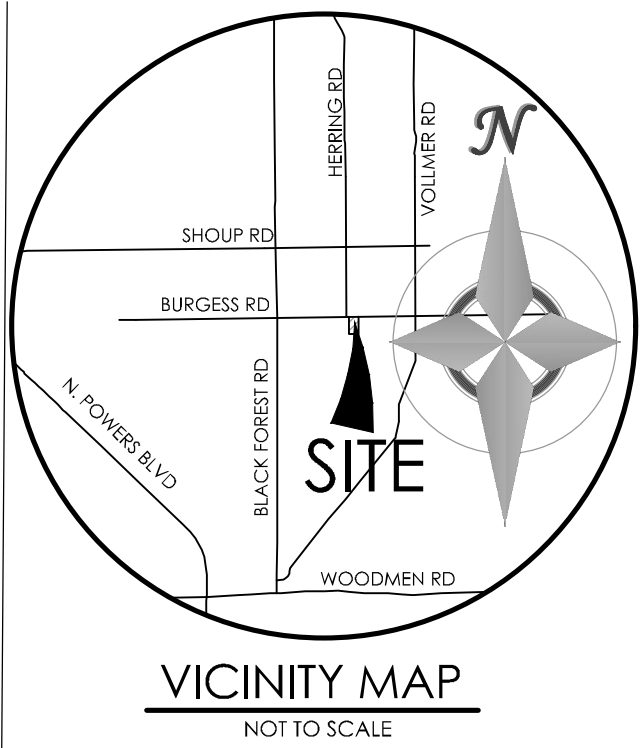 N
HERRING RD
VOLLMER RD
SHOUP RD
BURGESS RD
N. POWERS BLVD
BLACK FOREST RD
SITE
WOODMEN RD
VICINITY MAP
NOT TO SCALE